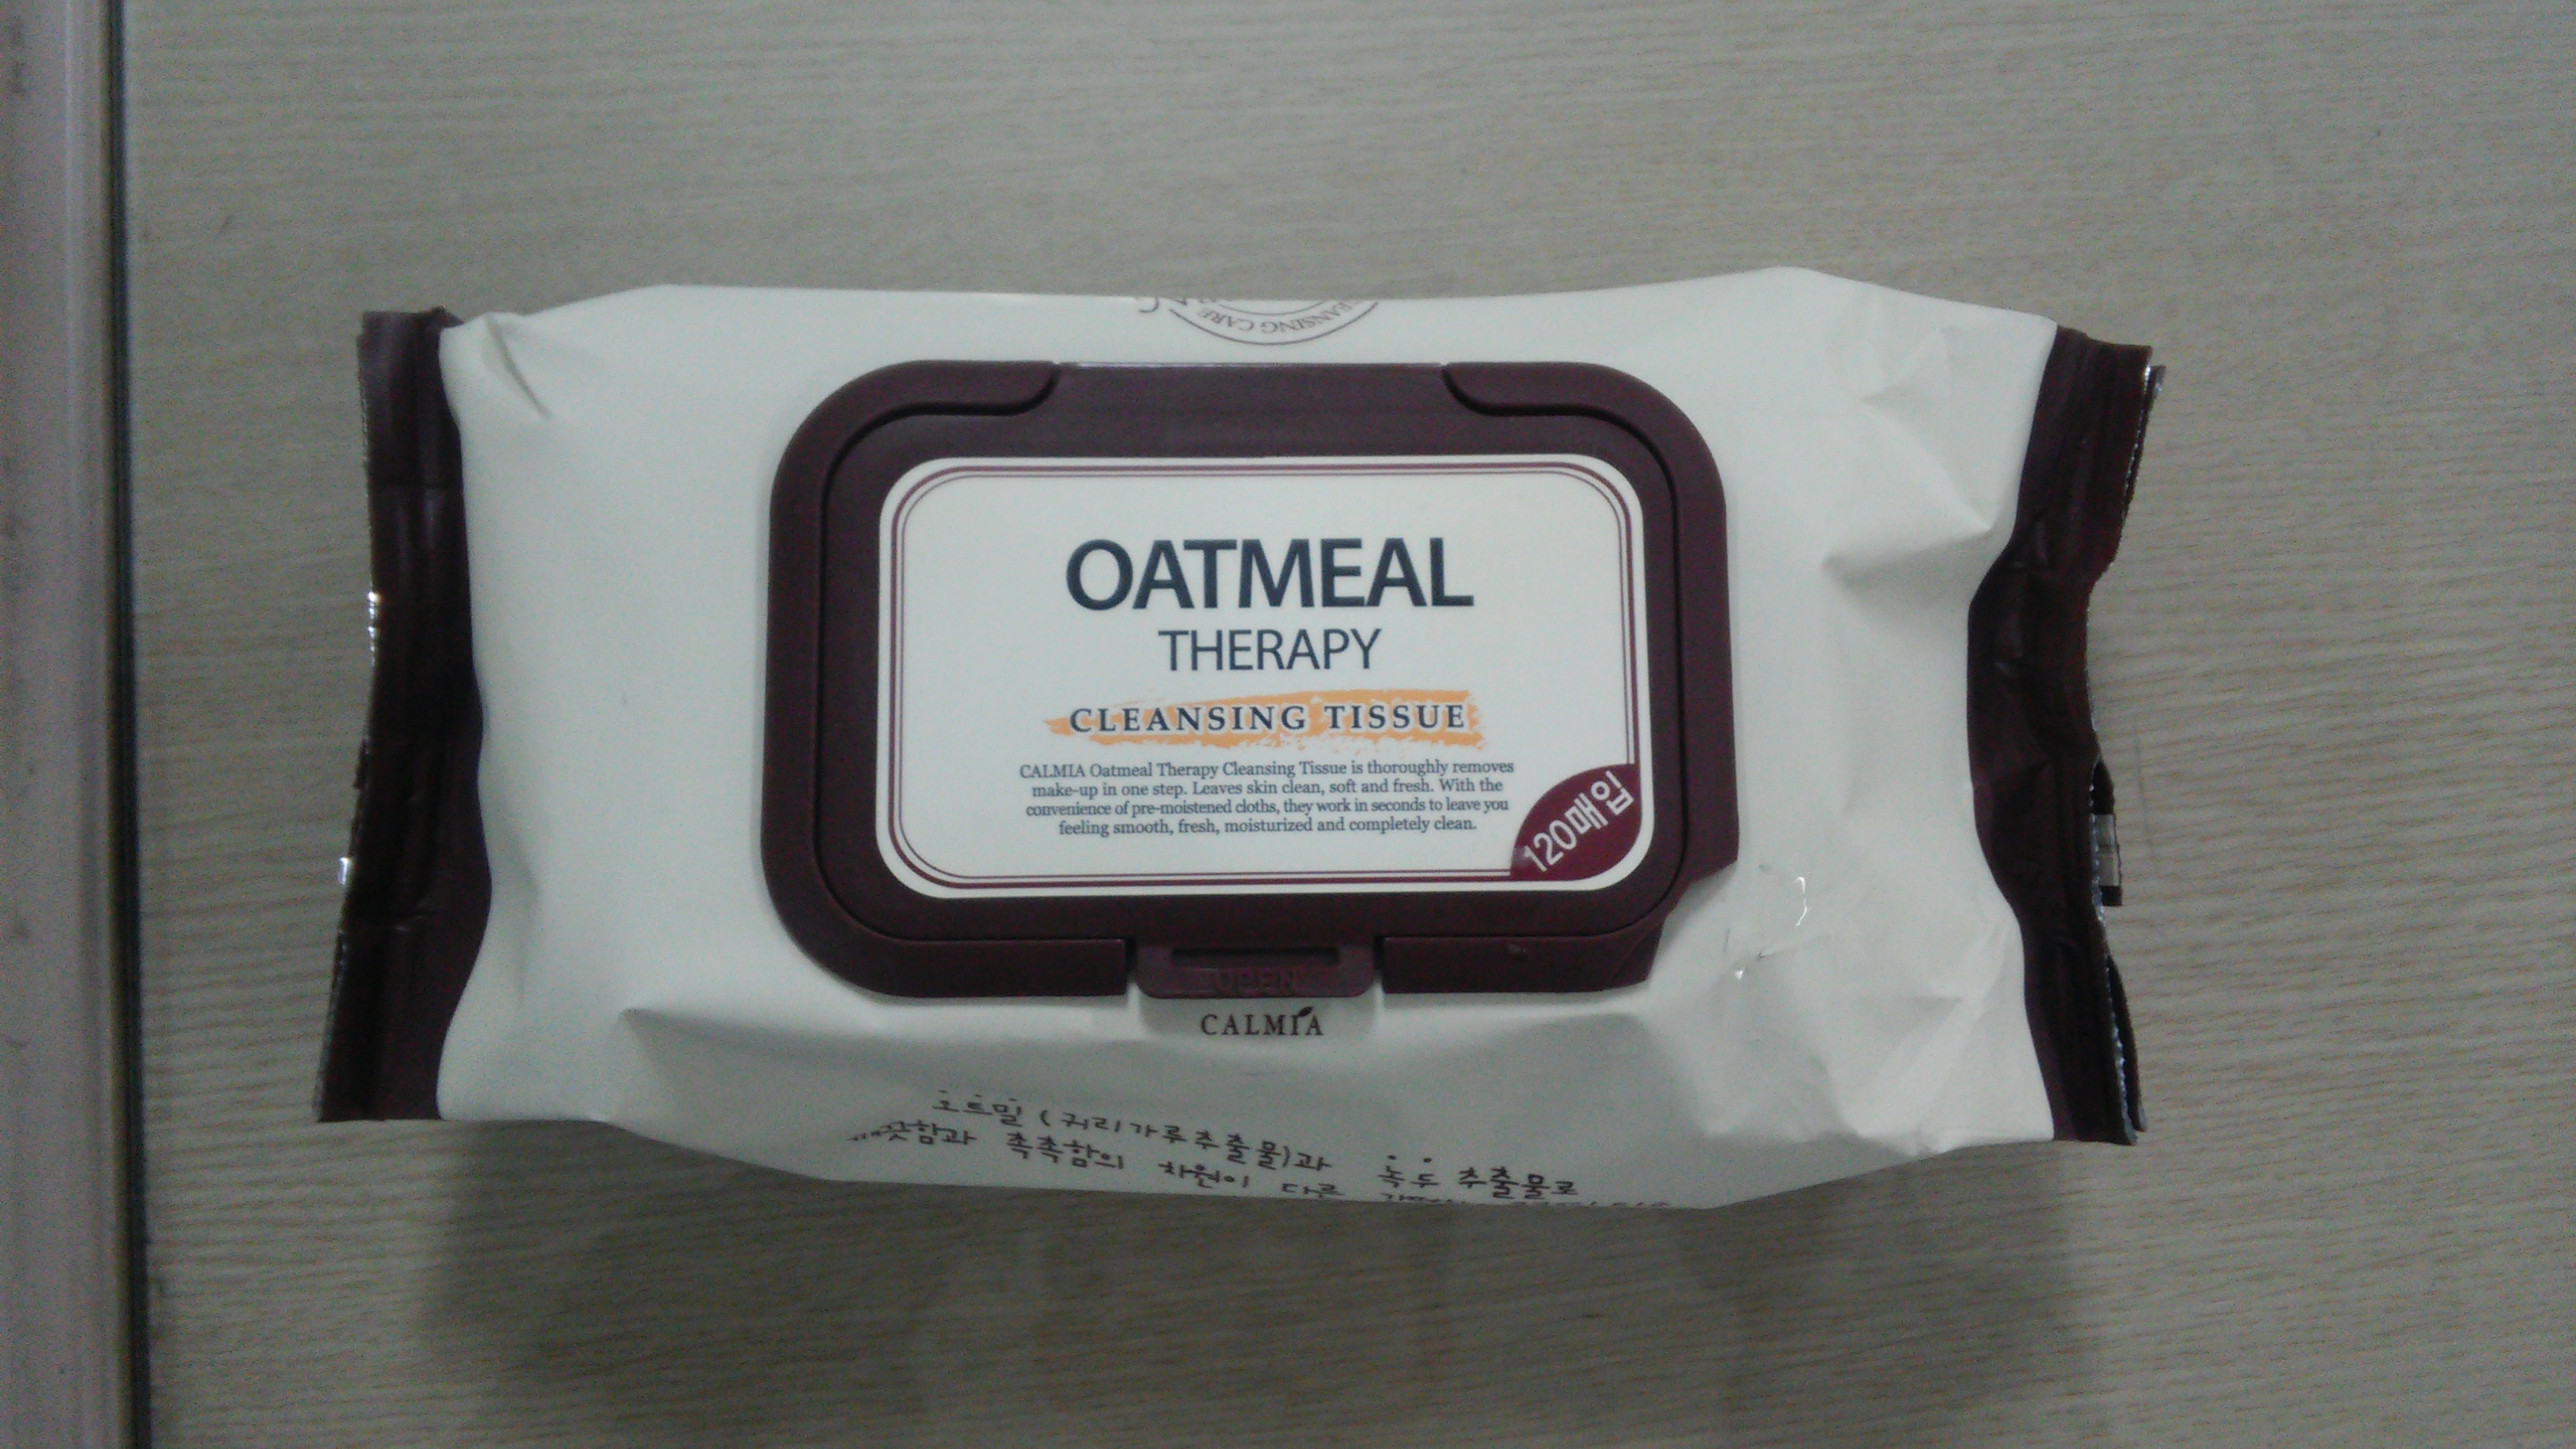 CLEANSING CARE
OATMEAL
THERAPY
CLEANSING TISSUE
CALMIA Oatmeal Therapy Cleansing Tissue is thoroughly removes
make-up in one step. Leaves skin clean, soft and fresh. With the
convenience of pre-moistened cloths, they work in seconds to leave you
feeling smooth, fresh, moisturized and completely clean.
120매입
OPEN
CALMIA
오트밀 (귀리가루추출물)과 녹두 추출물로
촉촉함의 차원이 다른